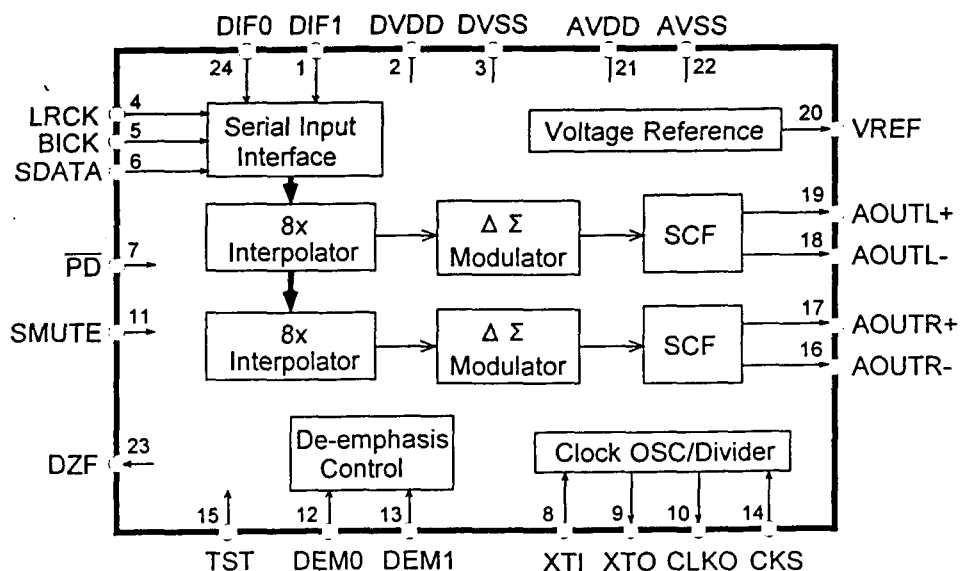 DIF0 DIF1 DVDD DVSS AVDD AVSS
24 1 2 3 21 22
LRCK 4
BICK 5
SDATA 6
Serial Input
Interface
Voltage Reference
20 VREF
8x
Interpolator
Δ Σ
Modulator
SCF
19 AOUTL+
18 AOUTL-
PD 7
SMUTE 11
8x
Interpolator
Δ Σ
Modulator
SCF
17 AOUTR+
16 AOUTR-
DZF 23
De-emphasis
Control
Clock OSC/Divider
15 12 13 8 9 10 14
TST DEM0 DEM1 XTI XTO CLKO CKS